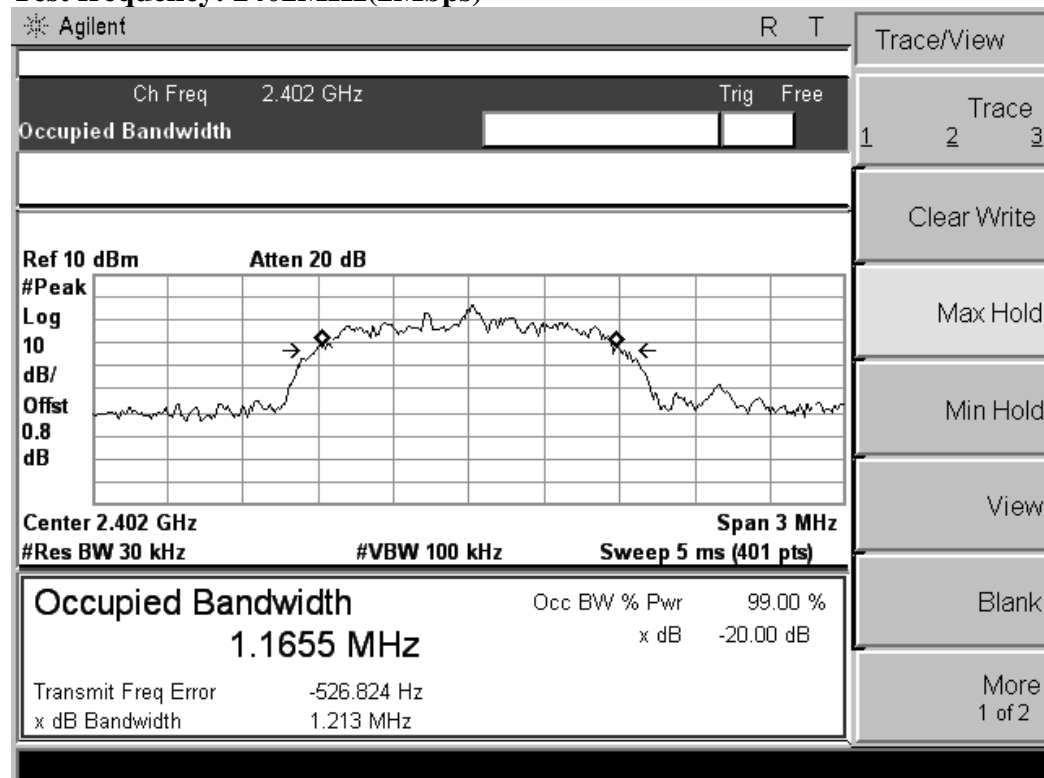 Test frequency: 2402MHz(2Mbps)
Agilent R T
Trace/View
Ch Freq 2.402 GHz Trig Free
Occupied Bandwidth
Trace
1 2 3
Clear Write
Ref 10 dBm Atten 20 dB
#Peak
Log
10
dB/
Offst
0.8
dB
Max Hold
Min Hold
View
Center 2.402 GHz Span 3 MHz
#Res BW 30 kHz #VBW 100 kHz Sweep 5 ms (401 pts)
Occupied Bandwidth
1.1655 MHz
Occ BW % Pwr 99.00 %
x dB -20.00 dB
Transmit Freq Error -526.824 Hz
x dB Bandwidth 1.213 MHz
Blank
More
1 of 2